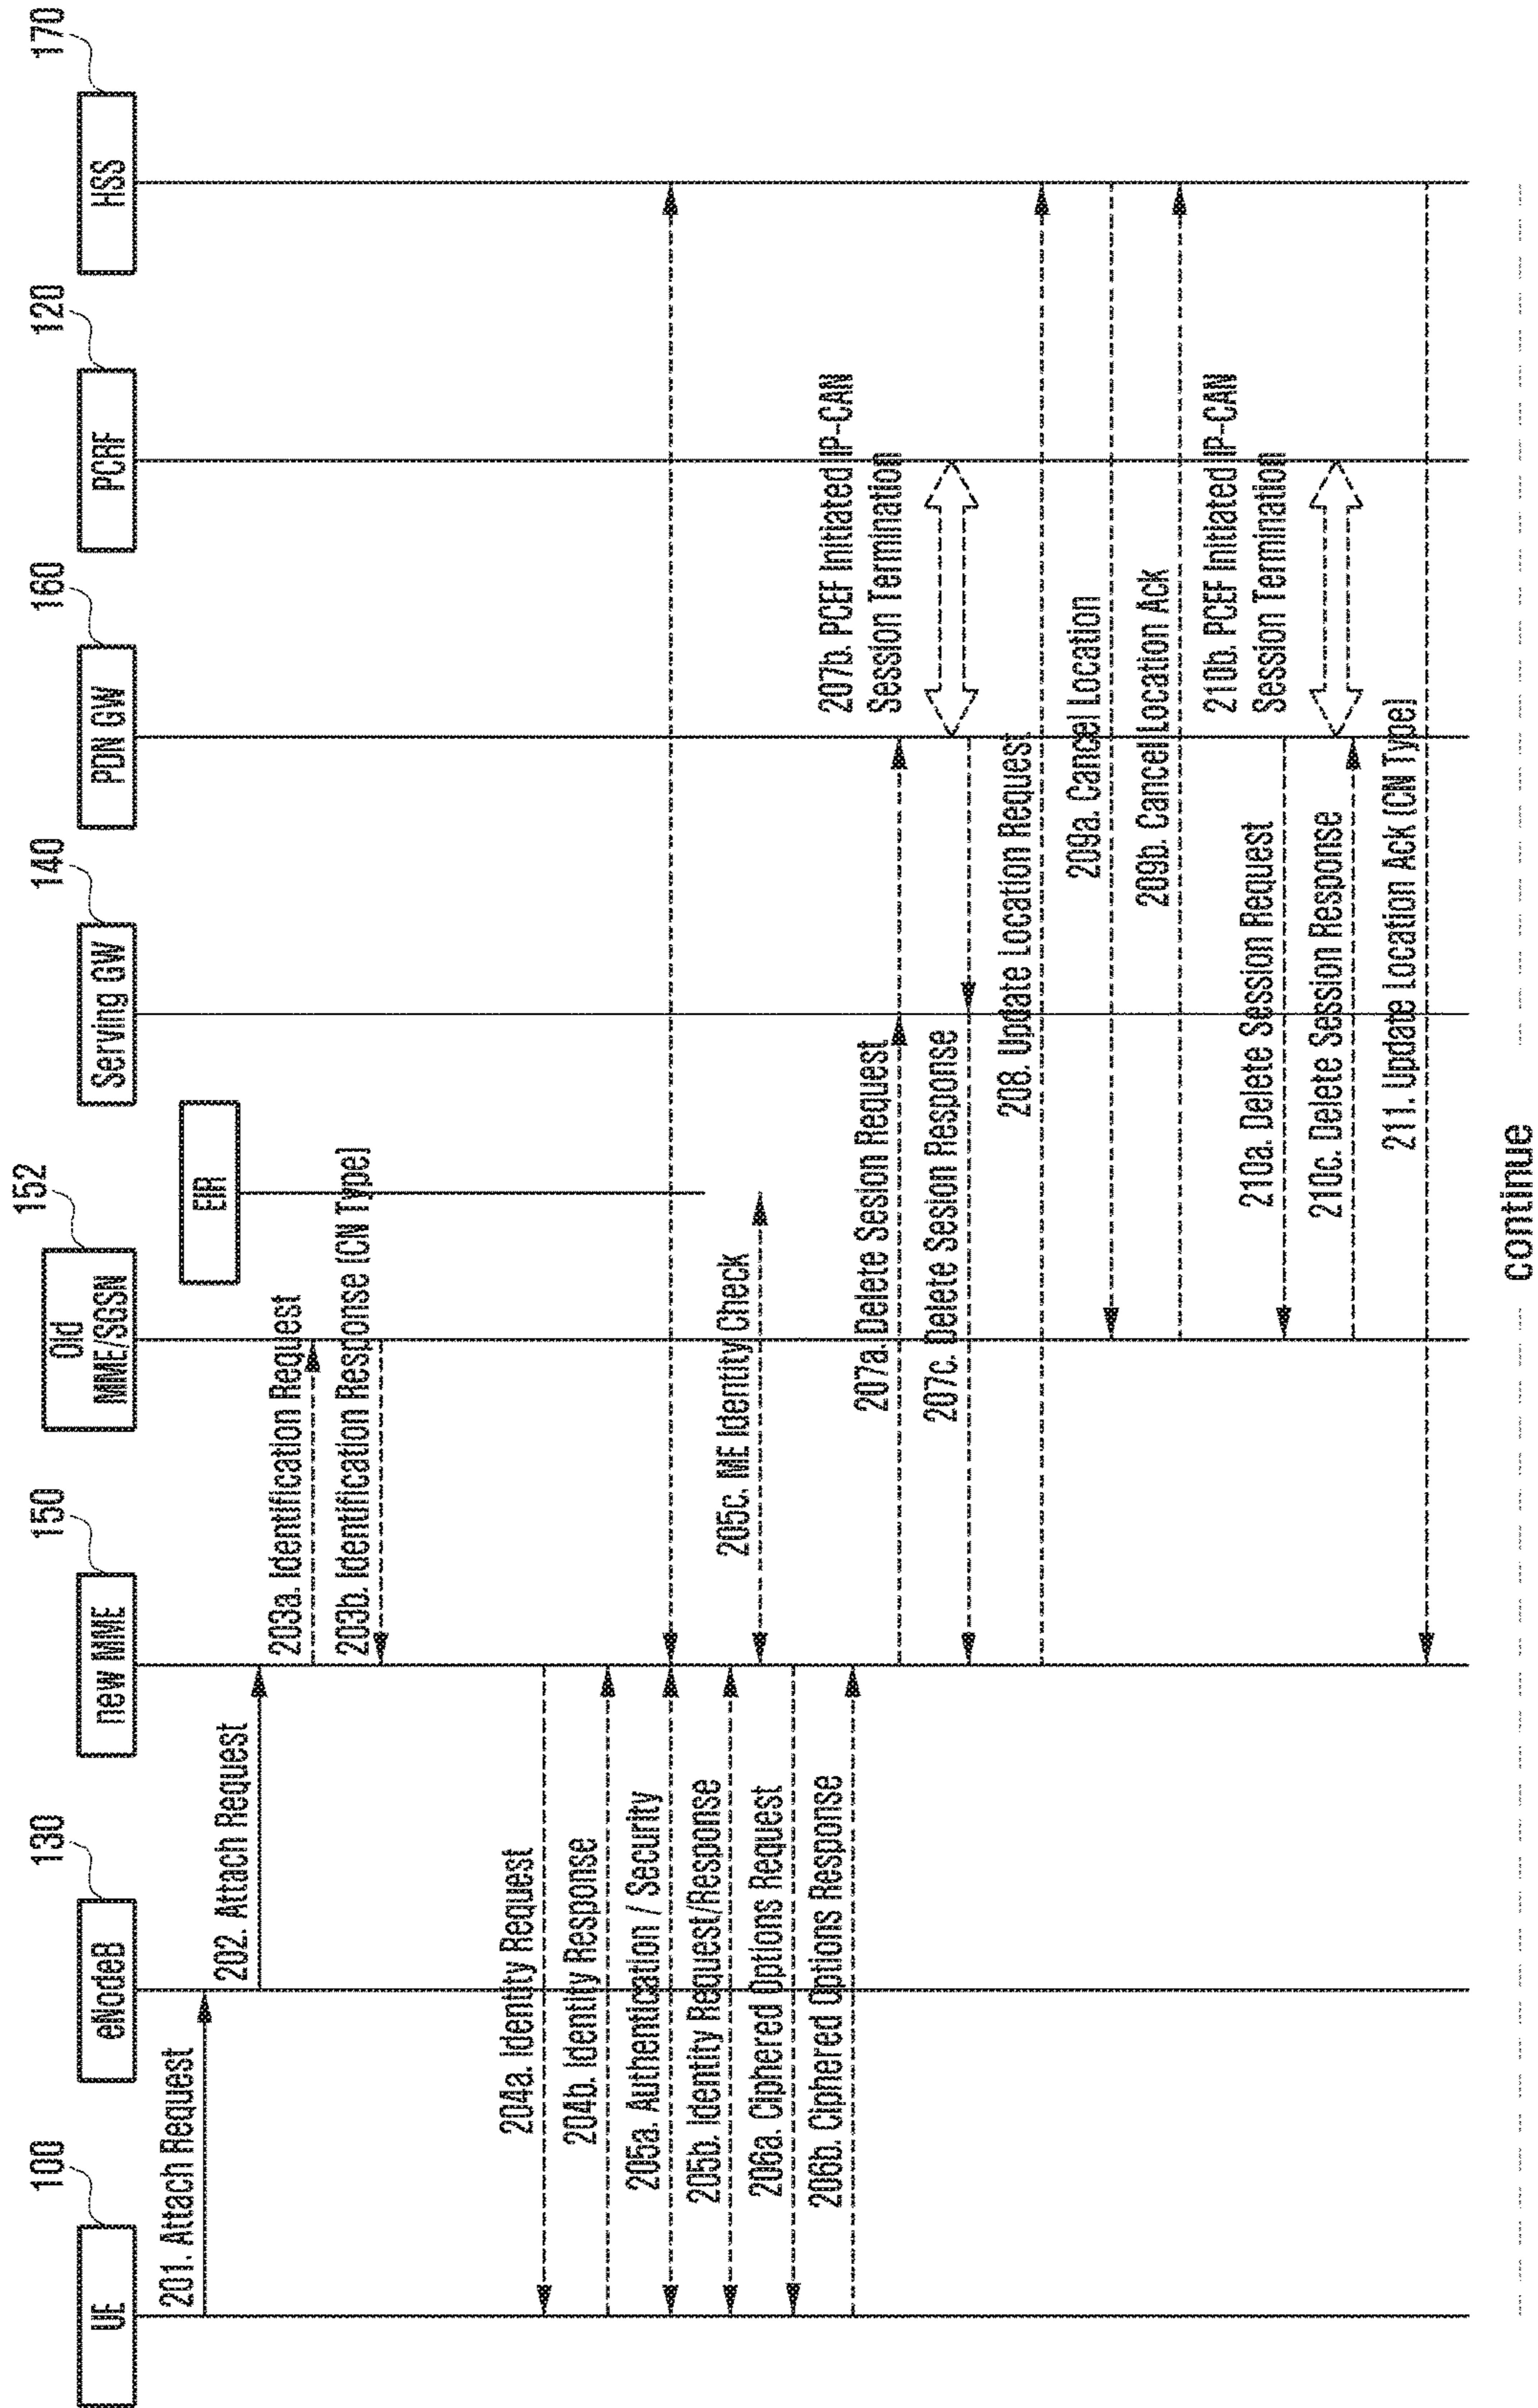 100
UE
130
eNodeB
150
new MME
152
Old
MME/SGSN
EIR
140
Serving GW
160
PDN GW
120
PCRF
170
HSS
201. Attach Request
202. Attach Request
203a. Identification Request
203b. Identification Response (CN Type)
204a. Identity Request
204b. Identity Response
205a. Authentication / Security
205b. Identity Request/Response
205c. ME Identity Check
206a. Ciphered Options Request
206b. Ciphered Options Response
207a. Delete Sesion Request
207b. PCEF Initiated IP-CAN
Session Termination
207c. Delete Sesion Response
208. Update Location Request
209a. Cancel Location
209b. Cancel Location Ack
210a. Delete Session Request
210b. PCEF Initiated IP-CAN
Session Termination
210c. Delete Session Response
211. Update Location Ack (CN Type)
continue